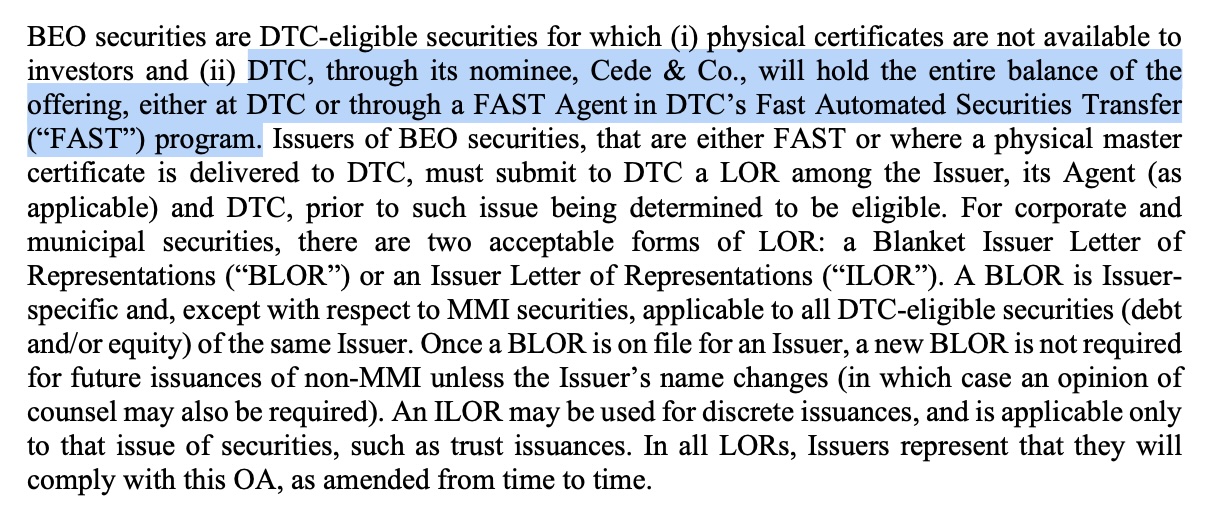 BEO securities are DTC-eligible securities for which (i) physical certificates are not available to
investors and (ii) DTC, through its nominee, Cede & Co., will hold the entire balance of the
offering, either at DTC or through a FAST Agent in DTC’s Fast Automated Securities Transfer
(“FAST”) program. Issuers of BEO securities, that are either FAST or where a physical master
certificate is delivered to DTC, must submit to DTC a LOR among the Issuer, its Agent (as
applicable) and DTC, prior to such issue being determined to be eligible. For corporate and
municipal securities, there are two acceptable forms of LOR: a Blanket Issuer Letter of
Representations (“BLOR”) or an Issuer Letter of Representations (“ILOR”). A BLOR is Issuer-
specific and, except with respect to MMI securities, applicable to all DTC-eligible securities (debt
and/or equity) of the same Issuer. Once a BLOR is on file for an Issuer, a new BLOR is not required
for future issuances of non-MMI unless the Issuer’s name changes (in which case an opinion of
counsel may also be required). An ILOR may be used for discrete issuances, and is applicable only
to that issue of securities, such as trust issuances. In all LORs, Issuers represent that they will
comply with this OA, as amended from time to time.